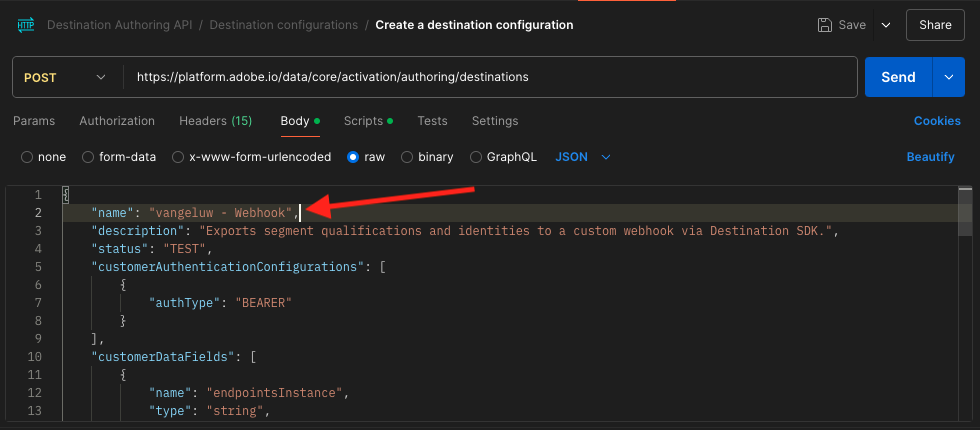 HTTP Destination Authoring API / Destination configurations / Create a destination configuration Save Share
POST https://platform.adobe.io/data/core/activation/authoring/destinations Send
Params Authorization Headers (15) Body Scripts Tests Settings Cookies
none form-data x-www-form-urlencoded raw binary GraphQL JSON Beautify
1 {
2 "name": "vangeluw - Webhook",
3 "description": "Exports segment qualifications and identities to a custom webhook via Destination SDK.",
4 "status": "TEST",
5 "customerAuthenticationConfigurations": [
6 {
7 "authType": "BEARER"
8 }
9 ],
10 "customerDataFields": [
11 {
12 "name": "endpointsInstance",
13 "type": "string",